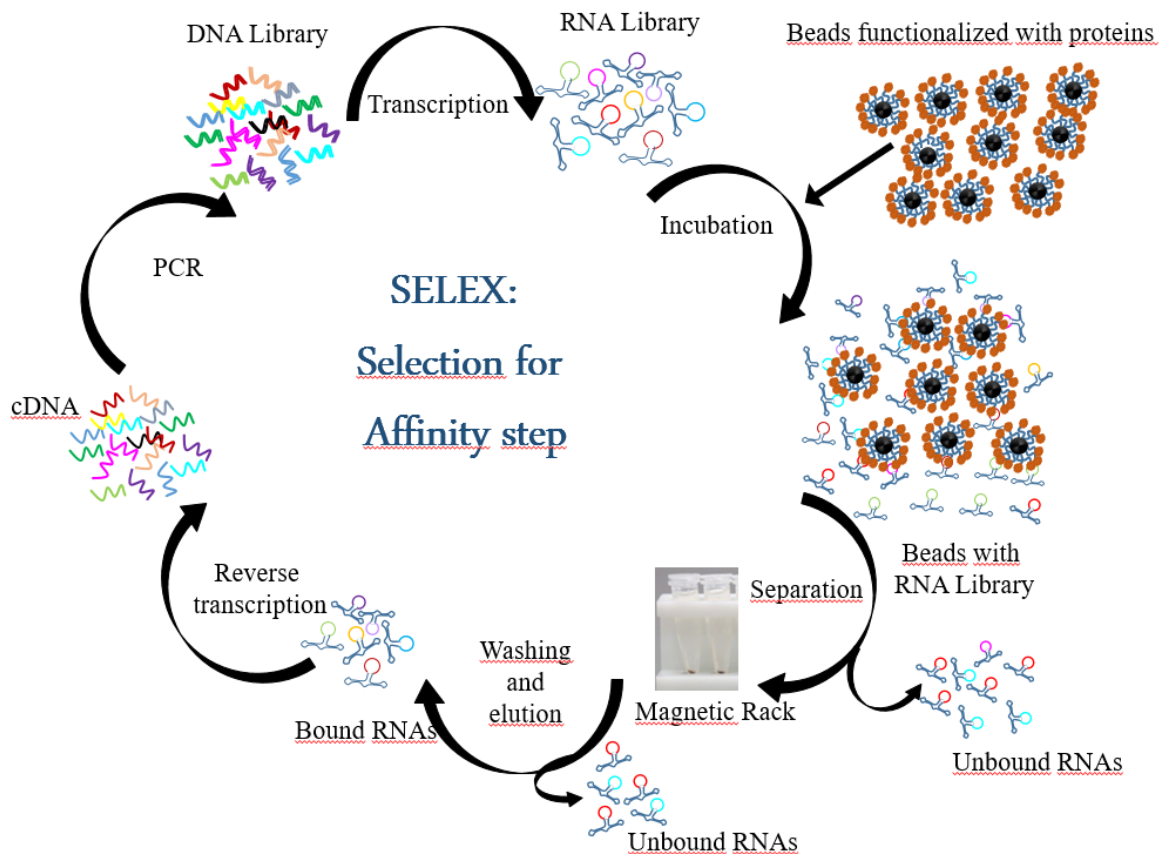 DNA Library
Transcription
RNA Library
Beads functionalized with proteins
Incubation
Beads with
RNA Library
Separation
Unbound RNAs
Magnetic Rack
Washing
and
elution
Unbound RNAs
Bound RNAs
Reverse
transcription
cDNA
PCR
SELEX:
Selection for
Affinity step